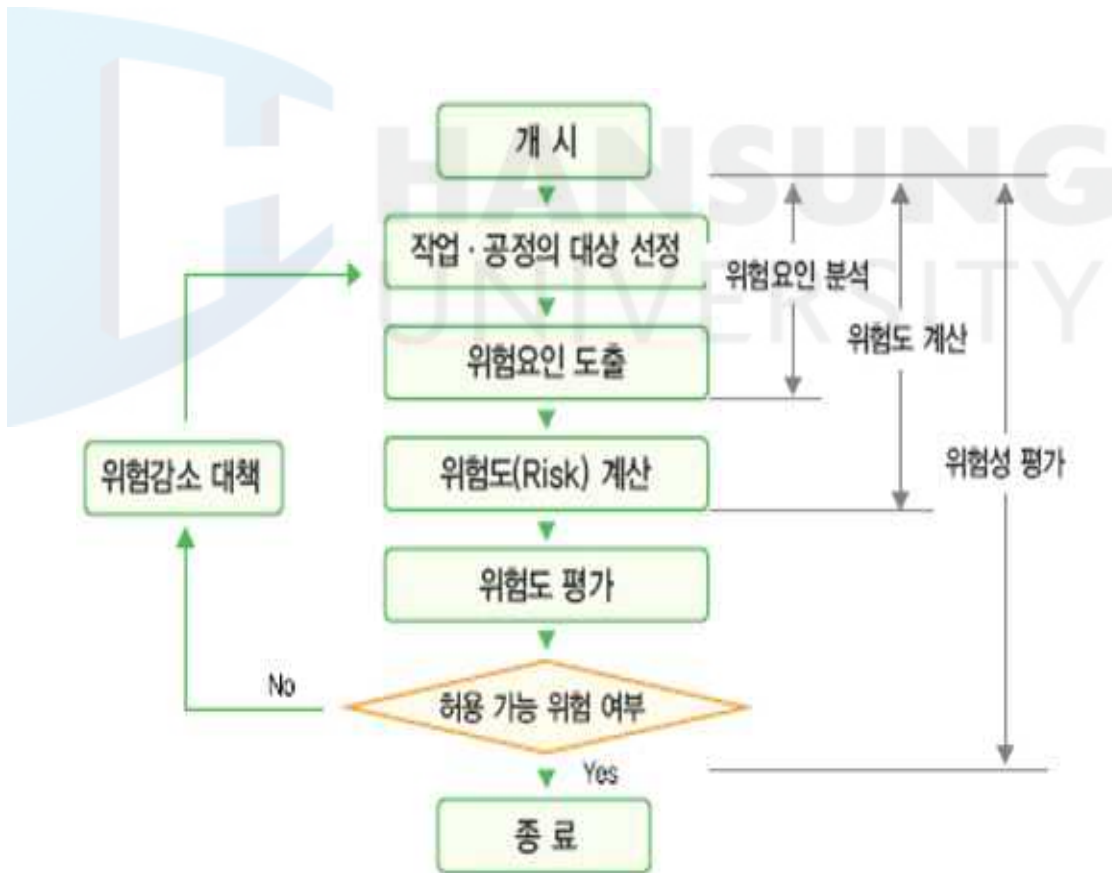 HANSUNG
UNIVERSITY
개 시
작업 · 공정의 대상 선정
위험요인 분석
위험요인 도출
위험도 계산
위험감소 대책
위험도(Risk) 계산
위험성 평가
위험도 평가
No
허용 가능 위험 여부
Yes
종 료